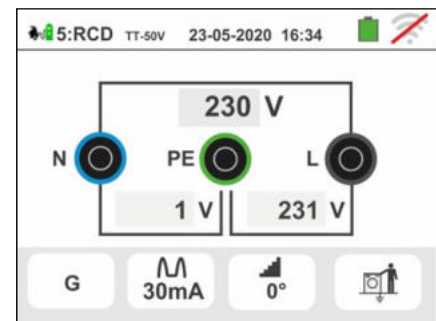 5:RCD TT-50V 23-05-2020 16:34
230 V
N PE L
1 V 231 V
G 30mA 0°